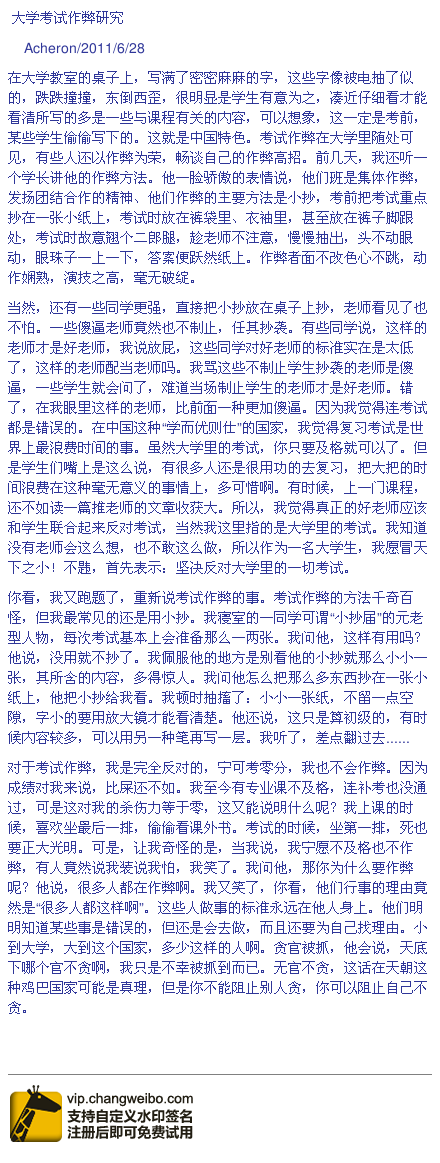 大学考试作弊研究
Acheron/2011/6/28
在大学教室的桌子上，写满了密密麻麻的字，这些字像被电抽了似
的，跌跌撞撞，东倒西歪，很明显是学生有意为之，凑近仔细看才能
看清所写的多是一些与课程有关的内容，可以想象，这一定是考前，
某些学生偷偷写下的。这就是中国特色。考试作弊在大学里随处可
见，有些人还以作弊为荣，畅谈自己的作弊高招。前几天，我还听一
个学长讲他的作弊方法。他一脸骄傲的表情说，他们班是集体作弊，
发扬团结合作的精神、他们作弊的主要方法是小抄，考前把考试重点
抄在一张小纸上，考试时放在裤袋里、衣袖里，甚至放在裤子脚跟
处，考试时故意翘个二郎腿，趁老师不注意，慢慢抽出，头不动眼
动，眼珠子一上一下，答案便跃然纸上。作弊者面不改色心不跳，动
作娴熟，演技之高，毫无破绽。
当然，还有一些同学更强，直接把小抄放在桌子上抄，老师看见了也
不怕。一些傻逼老师竟然也不制止，任其抄袭。有些同学说，这样的
老师才是好老师，我说放屁，这些同学对好老师的标准实在是太低
了，这样的老师配当老师吗。我骂这些不制止学生抄袭的老师是傻
逼，一些学生就会问了，难道当场制止学生的老师才是好老师。错
了，在我眼里这样的老师，比前面一种更加傻逼。因为我觉得连考试
都是错误的。在中国这种“学而优则仕”的国家，我觉得复习考试是世
界上最浪费时间的事。虽然大学里的考试，你只要及格就可以了。但
是学生们嘴上是这么说，有很多人还是很用功的去复习，把大把的时
间浪费在这种毫无意义的事情上，多可惜啊。有时候，上一门课程，
还不如读一篇推老师的文章收获大。所以，我觉得真正的好老师应该
和学生联合起来反对考试，当然我这里指的是大学里的考试。我知道
没有老师会这么想，也不敢这么做，所以作为一名大学生，我愿冒天
下之小！不韪，首先表示：坚决反对大学里的一切考试。
你看，我又跑题了，重新说考试作弊的事。考试作弊的方法千奇百
怪，但我最常见的还是用小抄。我寝室的一同学可谓“小抄届”的元老
型人物，每次考试基本上会准备那么一两张。我问他，这样有用吗？
他说，没用就不抄了。我佩服他的地方是别看他的小抄就那么小小一
张，其所含的内容，多得惊人。我问他怎么把那么多东西抄在一张小
纸上，他把小抄给我看。我顿时抽搐了：小小一张纸，不留一点空
隙，字小的要用放大镜才能看清楚。他还说，这只是算初级的，有时
候内容较多，可以用另一种笔再写一层。我听了，差点翻过去......
对于考试作弊，我是完全反对的，宁可考零分，我也不会作弊。因为
成绩对我来说，比屎还不如。我至今有专业课不及格，连补考也没通
过，可是这对我的杀伤力等于零，这又能说明什么呢？我上课的时
候，喜欢坐最后一排，偷偷看课外书。考试的时候，坐第一排，死也
要正大光明。可是，让我奇怪的是，当我说，我宁愿不及格也不作
弊，有人竟然说我装说我怕，我笑了。我问他，那你为什么要作弊
呢？他说，很多人都在作弊啊。我又笑了，你看，他们行事的理由竟
然是“很多人都这样啊”。这些人做事的标准永远在他人身上。他们明
明知道某些事是错误的，但还是会去做，而且还要为自己找理由。小
到大学，大到这个国家，多少这样的人啊。贪官被抓，他会说，天底
下哪个官不贪啊，我只是不幸被抓到而已。无官不贪，这话在天朝这
种鸡巴国家可能是真理，但是你不能阻止别人贪，你可以阻止自己不
贪。
vip.changweibo.com
支持自定义水印签名
注册后即可免费试用